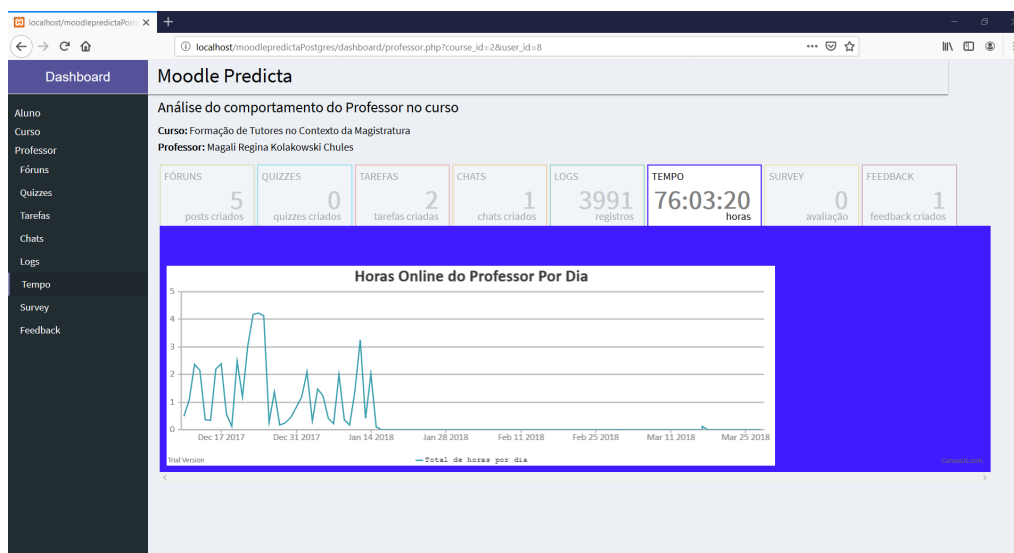 localhost/moodlepredictaPostg
localhost/moodlepredictaPostgres/dashboard/professor.php?course_id=2&user_id=8
Dashboard
Moodle Predicta
Aluno
Curso
Professor
Fóruns
Quizzes
Tarefas
Chats
Logs
Tempo
Survey
Feedback
Análise do comportamento do Professor no curso
Curso: Formação de Tutores no Contexto da Magistratura
Professor: Magali Regina Kolakowski Chules
FÓRUNS
5
posts criados
QUIZZES
0
quizzes criados
TAREFAS
2
tarefas criadas
CHATS
1
chats criados
LOGS
3991
registros
TEMPO
76:03:20
horas
SURVEY
0
avaliação
FEEDBACK
1
feedback criados
Horas Online do Professor Por Dia
5
4
3
2
1
0
Dec 17 2017 Dec 31 2017 Jan 14 2018 Jan 28 2018 Feb 11 2018 Feb 25 2018 Mar 11 2018 Mar 25 2018
Total de horas por dia
Trial Version
CanvasJS.com